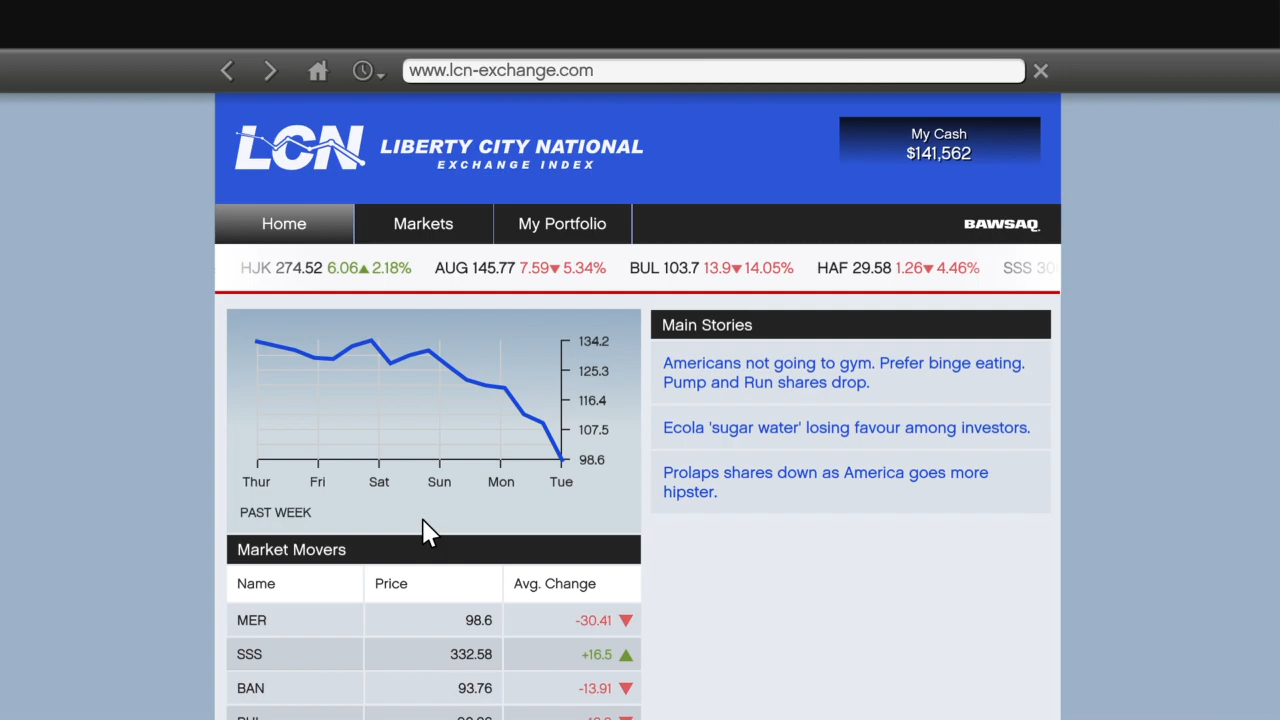 www.lcn-exchange.com
LCN LIBERTY CITY NATIONAL
EXCHANGE INDEX
My Cash
$141,562
Home Markets My Portfolio BAWSAQ
HJK 274.52 6.06▲2.18% AUG 145.77 7.59▼5.34% BUL 103.7 13.9▼14.05% HAF 29.58 1.26▼4.46% SSS
134.2
125.3
116.4
107.5
98.6
Thur Fri Sat Sun Mon Tue
PAST WEEK
Main Stories
Americans not going to gym. Prefer binge eating.
Pump and Run shares drop.
Ecola 'sugar water' losing favour among investors.
Prolaps shares down as America goes more
hipster.
Market Movers
Name Price Avg. Change
MER 98.6 -30.41 ▼
SSS 332.58 +16.5 ▲
BAN 93.76 -13.91 ▼